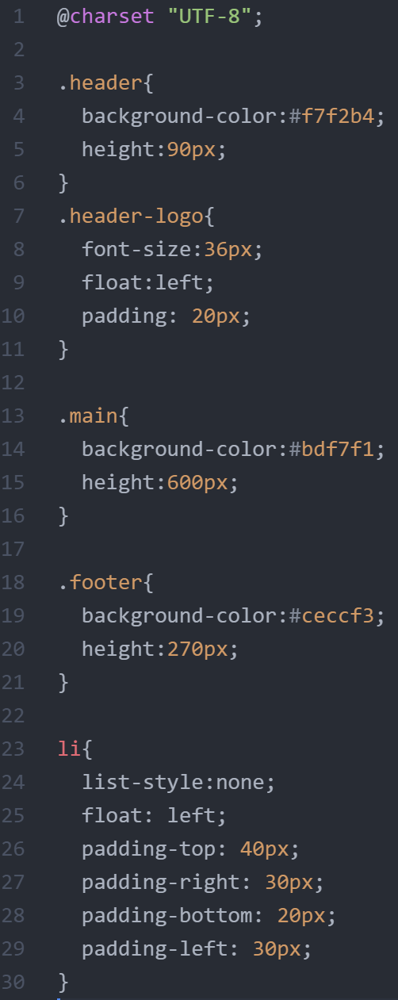 1 @charset "UTF-8";
2
3 .header{
4 background-color:#f7f2b4;
5 height:90px;
6 }
7 .header-logo{
8 font-size:36px;
9 float:left;
10 padding: 20px;
11 }
12
13 .main{
14 background-color:#bdf7f1;
15 height:600px;
16 }
17
18 .footer{
19 background-color:#ceccf3;
20 height:270px;
21 }
22
23 li{
24 list-style:none;
25 float: left;
26 padding-top: 40px;
27 padding-right: 30px;
28 padding-bottom: 20px;
29 padding-left: 30px;
30 }